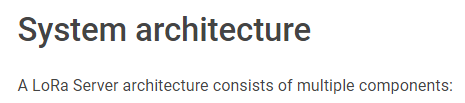 System architecture
A LoRa Server architecture consists of multiple components: